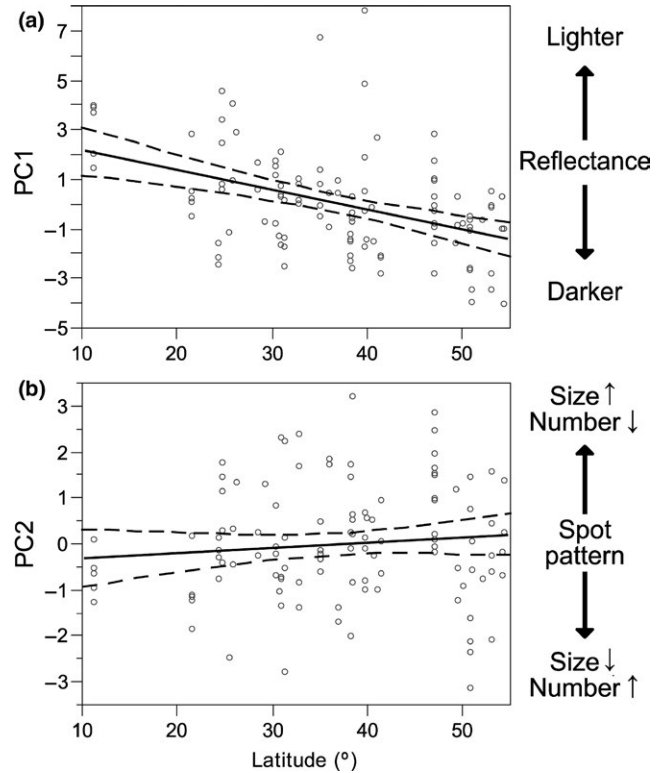 (a)
7
5
3
1
−1
−3
−5
PC1
10
20
30
40
50
Lighter
Reflectance
Darker
(b)
3
2
1
0
−1
−2
−3
PC2
10
20
30
40
50
Latitude (º)
Size ↑
Number ↓
Spot
pattern
Size ↓
Number ↑